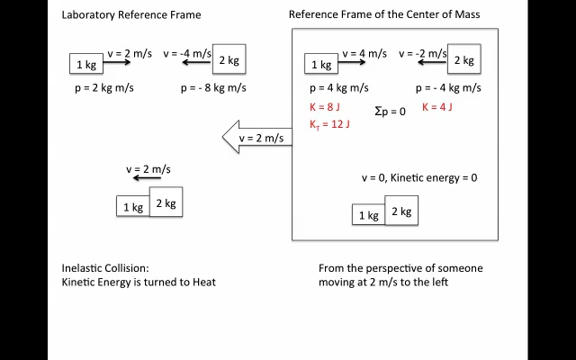 Laboratory Reference Frame
Reference Frame of the Center of Mass
v = 2 m/s
v = -4 m/s
1 kg
2 kg
p = 2 kg m/s
p = - 8 kg m/s
v = 4 m/s
v = -2 m/s
1 kg
2 kg
p = 4 kg m/s
p = - 4 kg m/s
K = 8 J
Σp = 0
K = 4 J
KT = 12 J
v = 2 m/s
v = 2 m/s
1 kg
2 kg
v = 0, Kinetic energy = 0
1 kg
2 kg
Inelastic Collision:
Kinetic Energy is turned to Heat
From the perspective of someone
moving at 2 m/s to the left